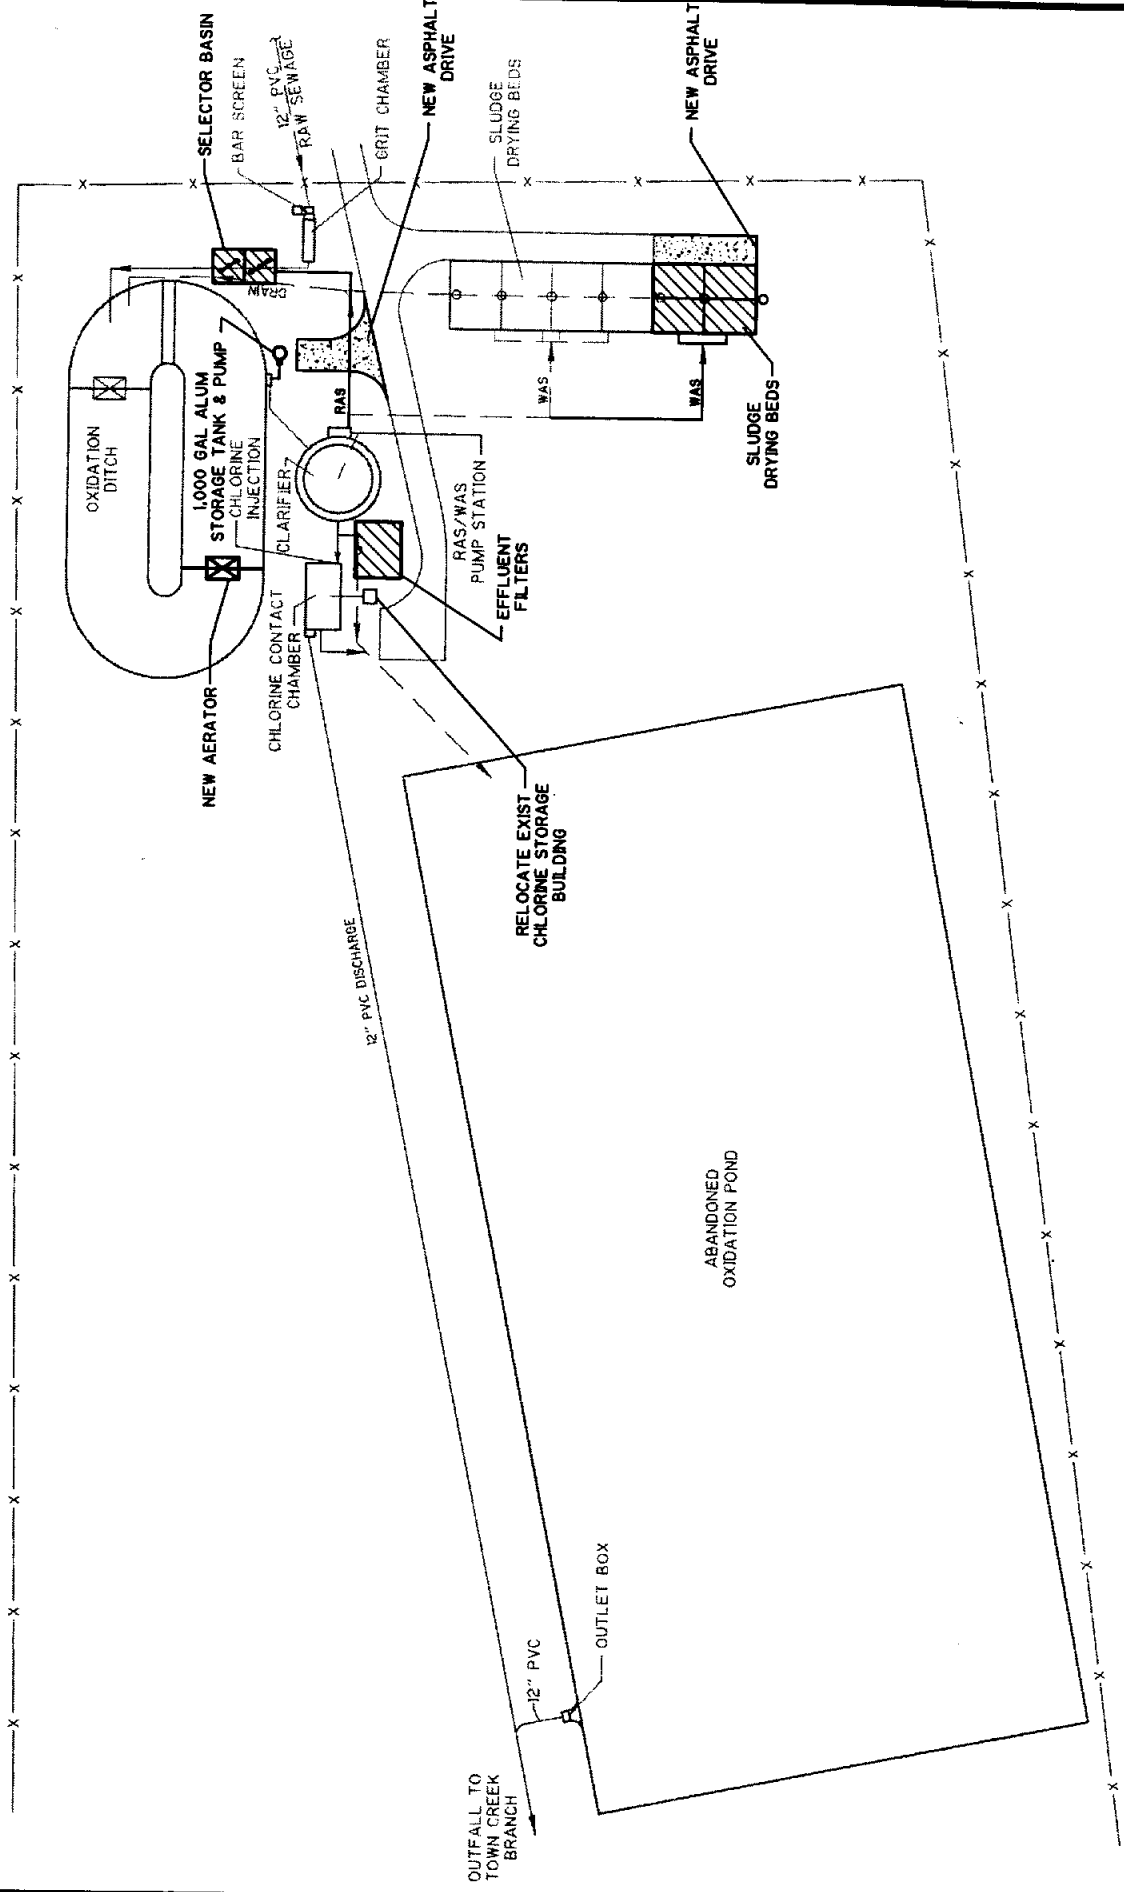 SELECTOR BASIN
BAR SCREEN
12" PVC
RAW SEWAGE
GRIT CHAMBER
NEW ASPHALT
DRIVE
SLUDGE
DRYING BEDS
NEW ASPHALT
DRIVE
DRAIN
OXIDATION
DITCH
1,000 GAL ALUM
STORAGE TANK & PUMP
CHLORINE
INJECTION
CLARIFIER
RAS
WAS
WAS
SLUDGE
DRYING BEDS
RAS/WAS
PUMP STATION
EFFLUENT
FILTERS
NEW AERATOR
CHLORINE CONTACT
CHAMBER
RELOCATE EXIST
CHLORINE STORAGE
BUILDING
12" PVC DISCHARGE
ABANDONED
OXIDATION POND
12" PVC
OUTLET BOX
OUTFALL TO
TOWN CREEK
BRANCH